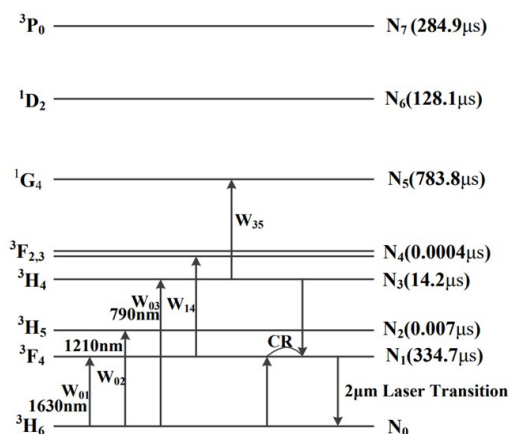 ³P₀ N₇ (284.9μs)
¹D₂ N₆(128.1μs)
¹G₄ N₅(783.8μs)
W₃₅
³F₂,₃ N₄(0.0004μs)
³H₄ N₃(14.2μs)
W₀₃ W₁₄
790nm
³H₅ N₂(0.007μs)
1210nm CR
³F₄ N₁(334.7μs)
W₀₁ W₀₂ 2μm Laser Transition
1630nm
³H₆ N₀